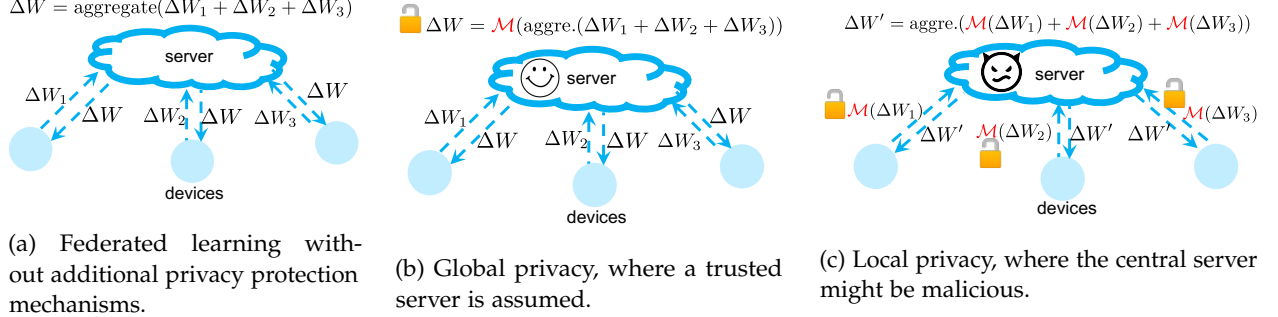 ΔW = aggregate(ΔW₁ + ΔW₂ + ΔW₃)
server
ΔW₁
ΔW
ΔW₂
ΔW
ΔW₃
ΔW
devices
(a) Federated learning with-
out additional privacy protection
mechanisms.
ΔW = ℳ(aggre.(ΔW₁ + ΔW₂ + ΔW₃))
server
ΔW₁
ΔW
ΔW₂
ΔW
ΔW₃
ΔW
devices
(b) Global privacy, where a trusted
server is assumed.
ΔW′ = aggre.(ℳ(ΔW₁) + ℳ(ΔW₂) + ℳ(ΔW₃))
server
ℳ(ΔW₁)
ΔW′
ℳ(ΔW₂)
ΔW′
ΔW′
ℳ(ΔW₃)
devices
(c) Local privacy, where the central server
might be malicious.